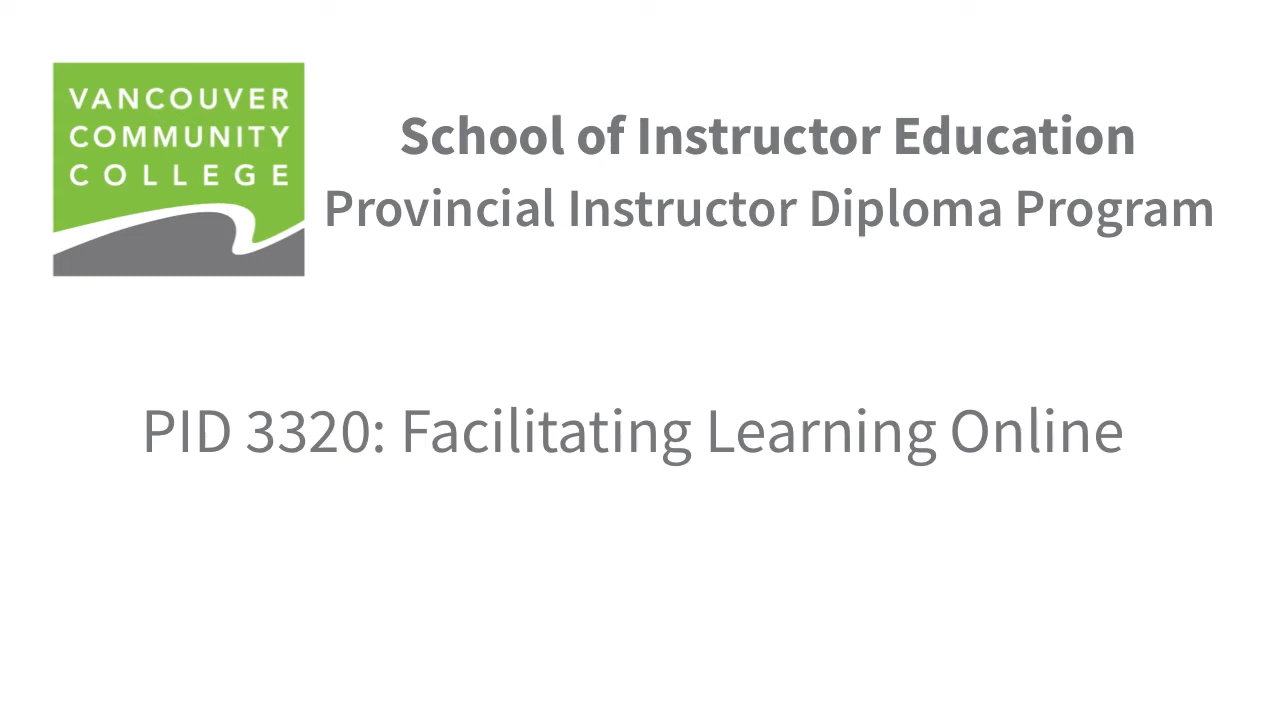 VANCOUVER
COMMUNITY
COLLEGE
School of Instructor Education
Provincial Instructor Diploma Program
PID 3320: Facilitating Learning Online